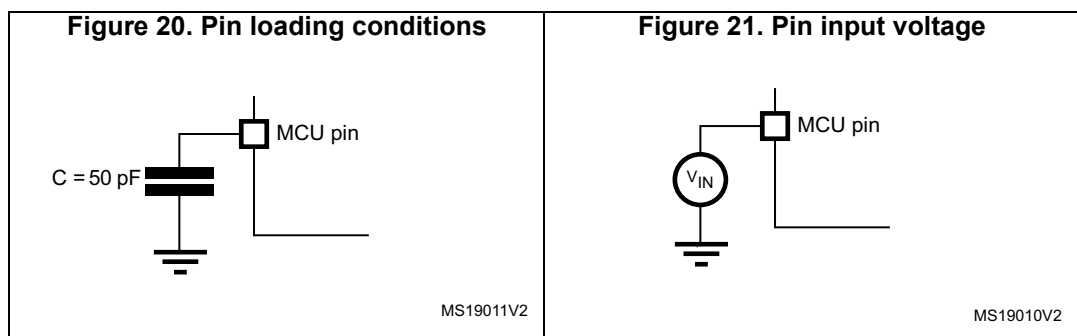 Figure 20. Pin loading conditions
MCU pin
C = 50 pF
MS19011V2
Figure 21. Pin input voltage
MCU pin
VIN
MS19010V2